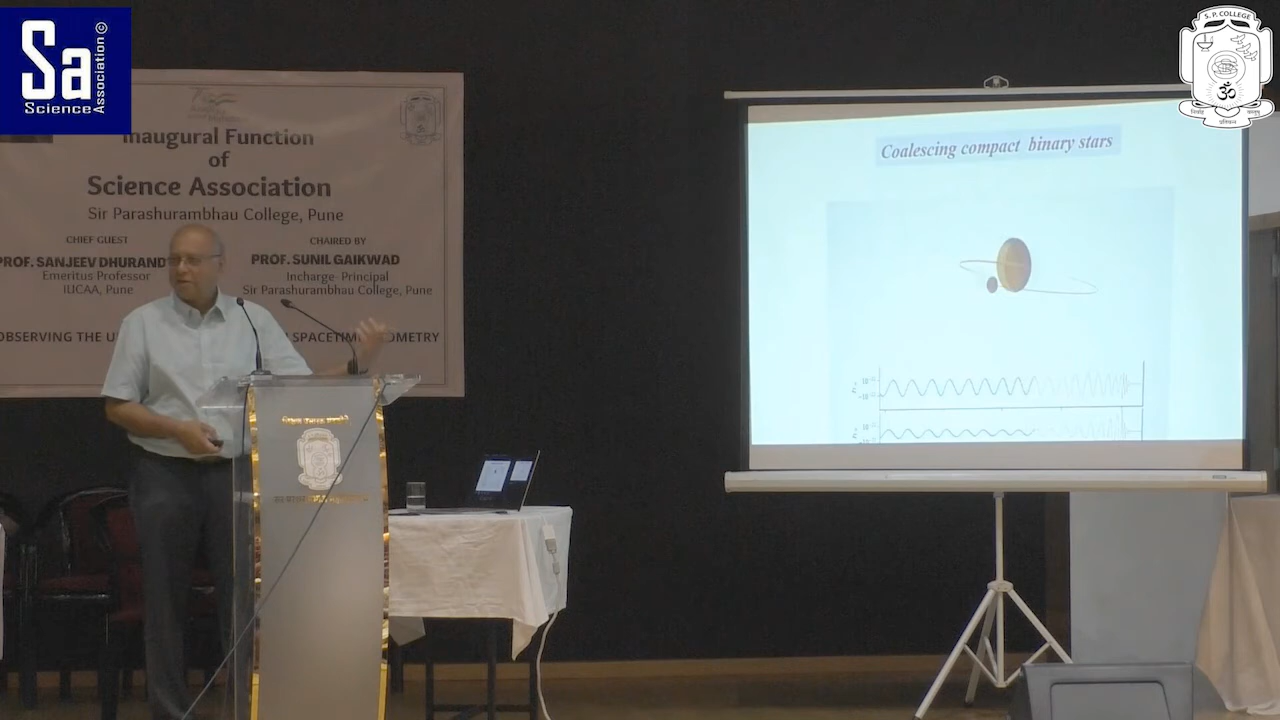 Sa
Science
Association ©
Inaugural Function
of
Science Association
Sir Parashurambhau College, Pune
CHIEF GUEST
PROF. SANJEEV DHURAND
Emeritus Professor
IUCAA, Pune
CHAIRED BY
PROF. SUNIL GAIKWAD
Incharge- Principal
Sir Parashurambhau College, Pune
OBSERVING THE U
SPACETIM
OMETRY
Coalescing compact binary stars
S. P. COLLEGE
ॐ